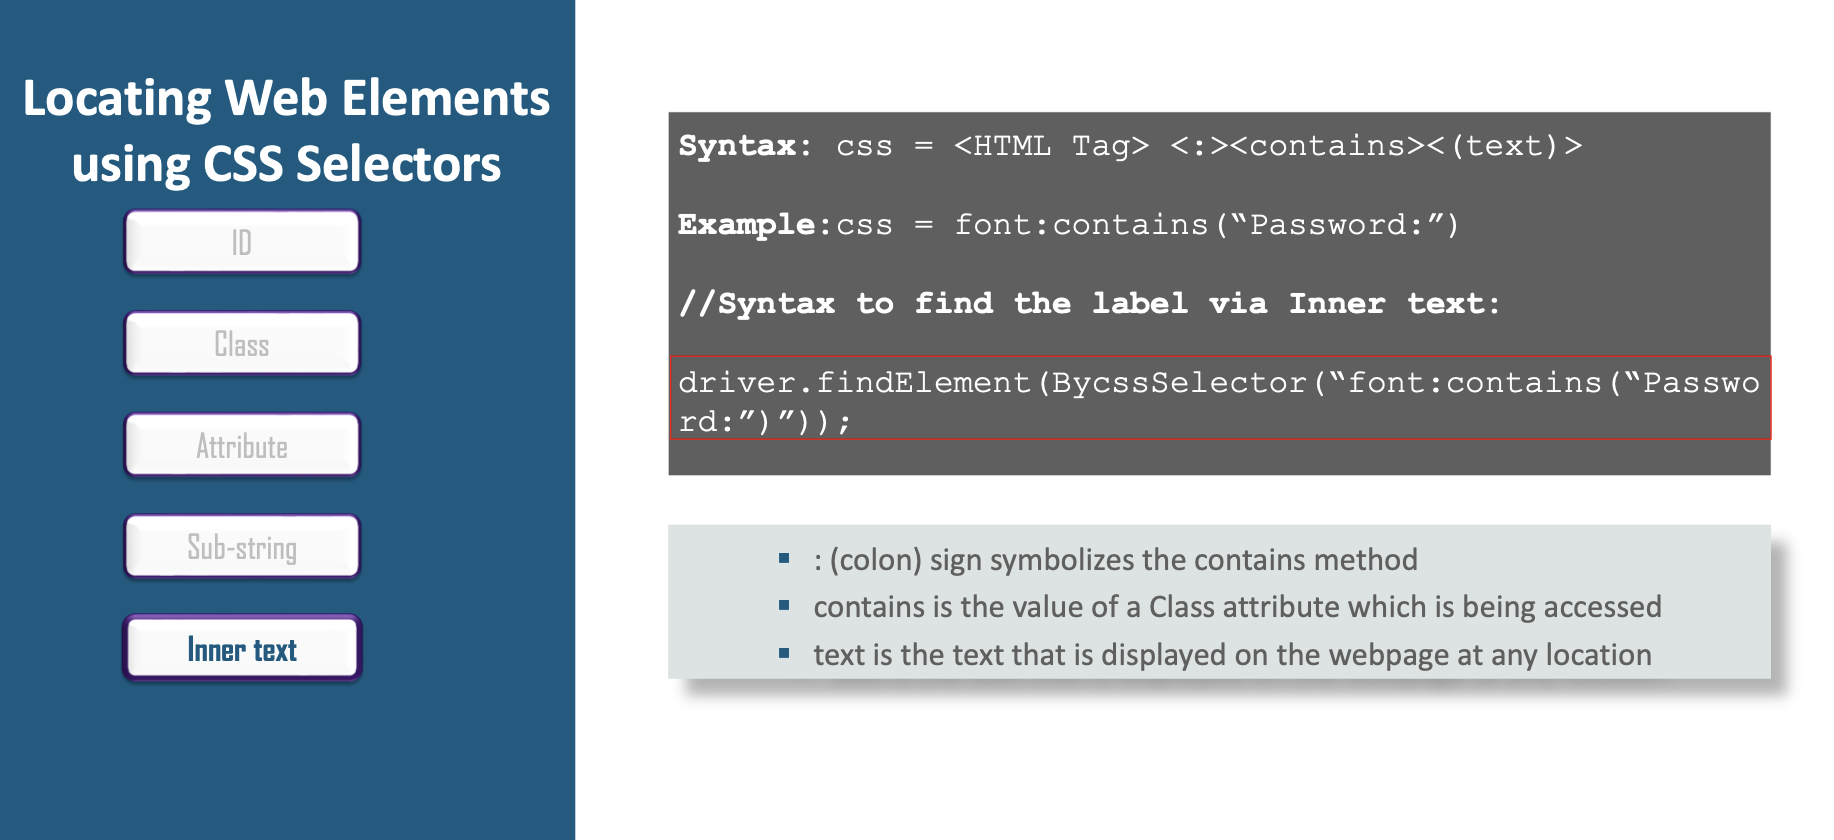 Locating Web Elements
using CSS Selectors
ID
Class
Attribute
Sub-string
Inner text
Syntax: css = <HTML Tag> <:><contains><(text)>
Example:css = font:contains(“Password:”)
//Syntax to find the label via Inner text:
driver.findElement(BycssSelector(“font:contains(“Passwo
rd:”)”));
▪ : (colon) sign symbolizes the contains method
▪ contains is the value of a Class attribute which is being accessed
▪ text is the text that is displayed on the webpage at any location